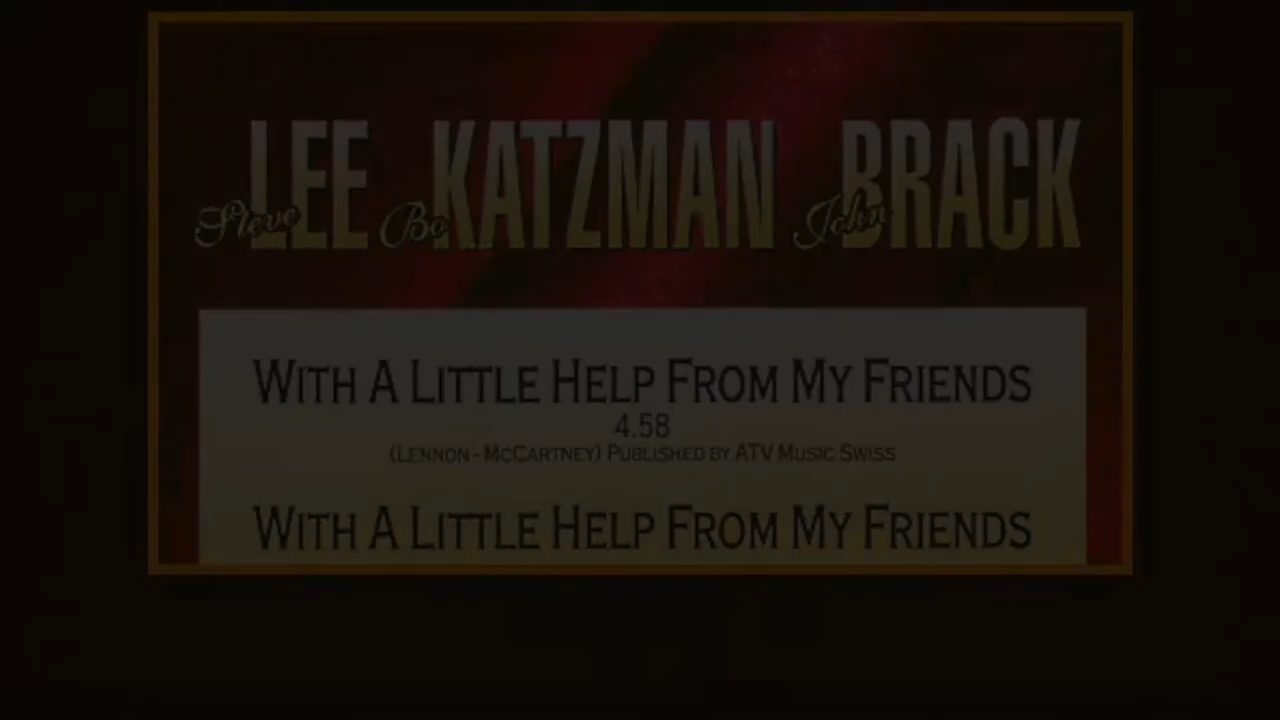 Steve LEE Bo KATZMAN John BRACK
WITH A LITTLE HELP FROM MY FRIENDS
4.58
(LENNON - MCCARTNEY) PUBLISHED BY ATV MUSIC SWISS
WITH A LITTLE HELP FROM MY FRIENDS